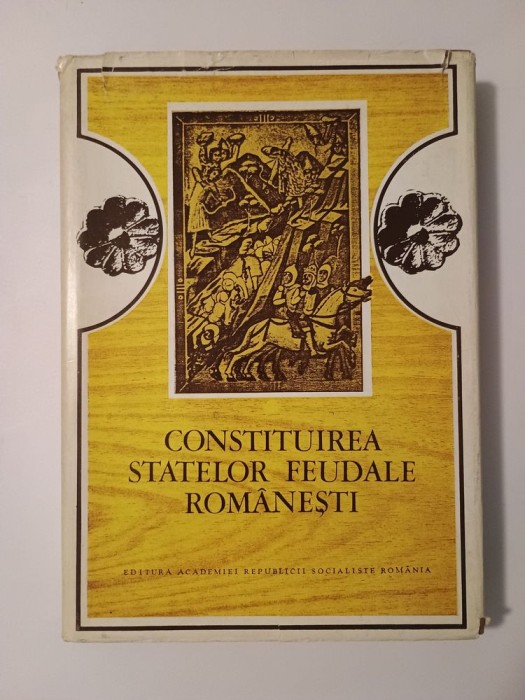 CONSTITUIREA
STATELOR FEUDALE
ROMÂNEȘTI
EDITURA ACADEMIEI REPUBLICII SOCIALISTE ROMÂNIA